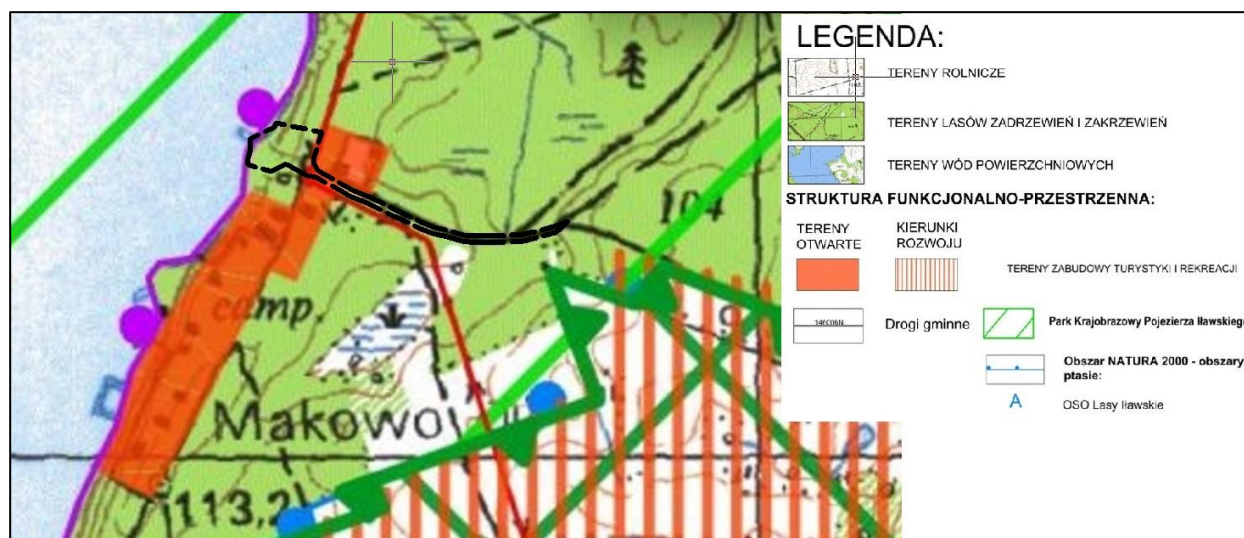 LEGENDA:
TERENY ROLNICZE
TERENY LASÓW ZADRZEWIEŃ I ZAKRZEWIEŃ
TERENY WÓD POWIERZCHNIOWYCH
STRUKTURA FUNKCJONALNO-PRZESTRZENNA:
TERENY
OTWARTE
KIERUNKI
ROZWOJU
TERENY ZABUDOWY TURYSTYKI I REKREACJI
146006N
Drogi gminne
Park Krajobrazowy Pojezierza Iławskiego
Obszar NATURA 2000 - obszary
ptasie:
A
OSO Lasy Iławskie
104
camp.
Makowo
113,2